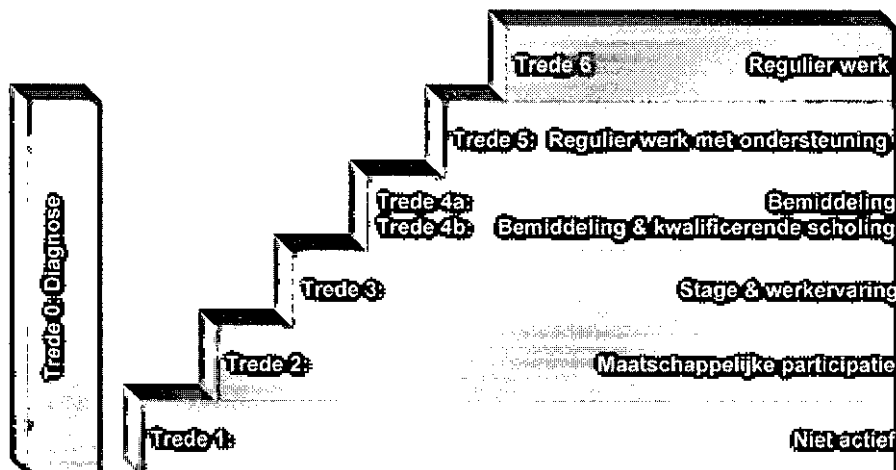 Trede 6 Regulier werk
Trede 5: Regulier werk met ondersteuning
Trede 4a: Bemiddeling
Trede 4b: Bemiddeling & kwalificerende scholing
Trede 3: Stage & werkervaring
Trede 2: Maatschappelijke participatie
Trede 1: Niet actief
Trede 0: Diagnose